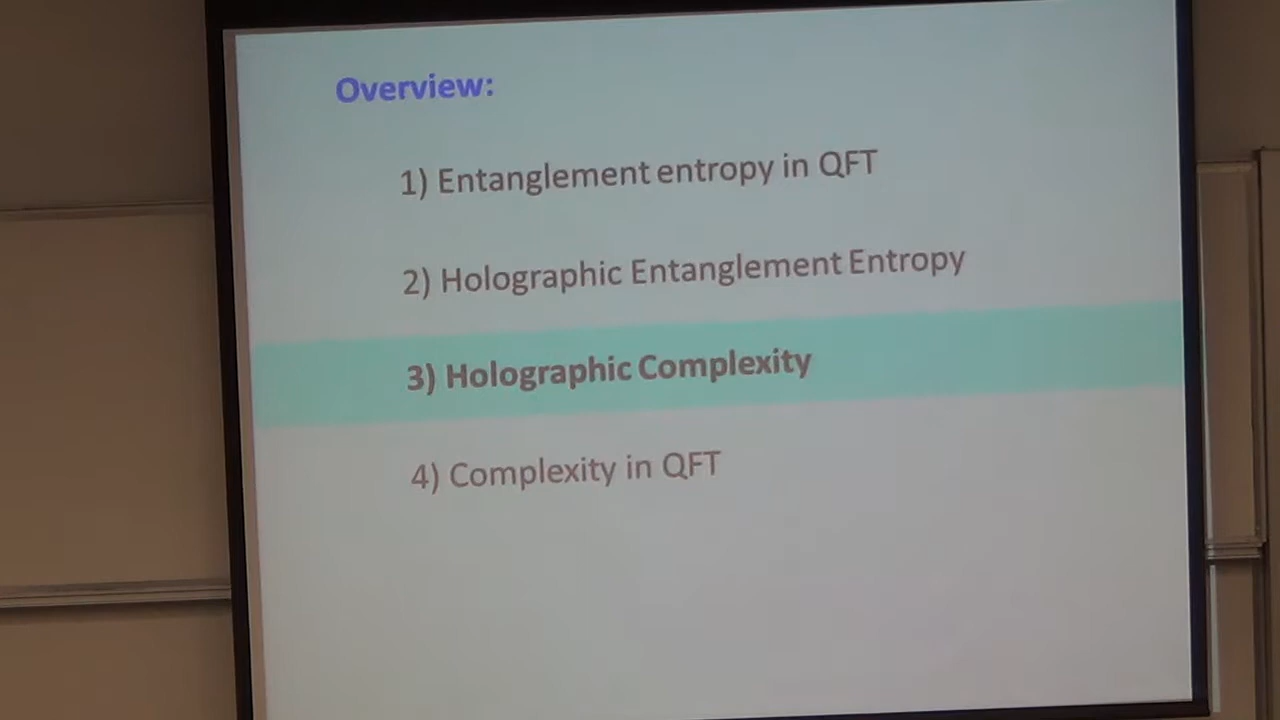 Overview:
1) Entanglement entropy in QFT
2) Holographic Entanglement Entropy
3) Holographic Complexity
4) Complexity in QFT